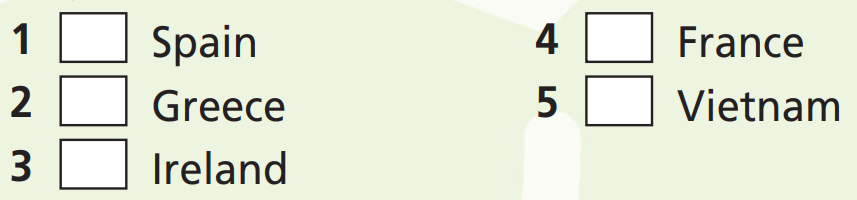 1 Spain
2 Greece
3 Ireland
4 France
5 Vietnam